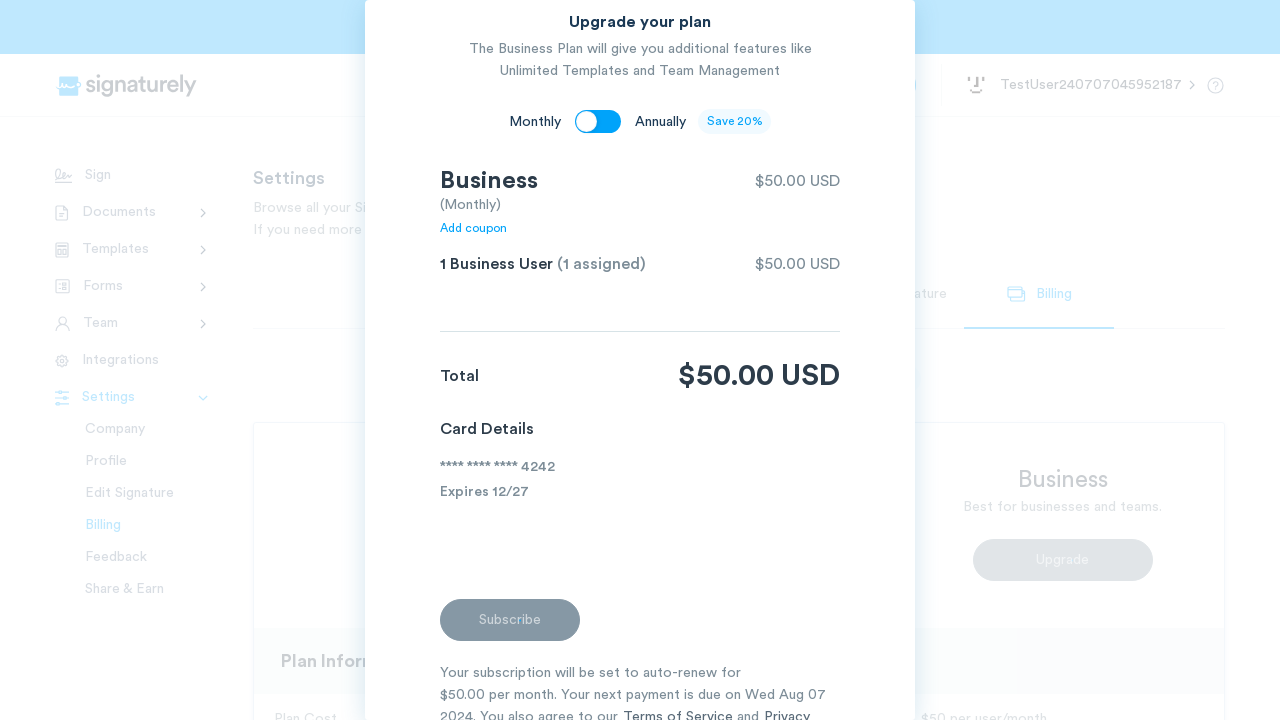 Upgrade your plan
The Business Plan will give you additional features like
Unlimited Templates and Team Management
Monthly
Annually
Save 20%
Business
$50.00 USD
(Monthly)
Add coupon
1 Business User (1 assigned)
$50.00 USD
Total
$50.00 USD
Card Details
**** **** **** 4242
Expires 12/27
Subscribe
Your subscription will be set to auto-renew for
$50.00 per month. Your next payment is due on Wed Aug 07
2024. You also agree to our Terms of Service and Privacy
signaturely
TestUser240707045952187
Sign
Documents
Templates
Forms
Team
Integrations
Settings
Company
Profile
Edit Signature
Billing
Feedback
Share & Earn
Settings
Browse all your
If you need more
ature
Billing
Business
Best for businesses and teams.
Upgrade
Plan Inforn
Plan Cost
$50 per user/month